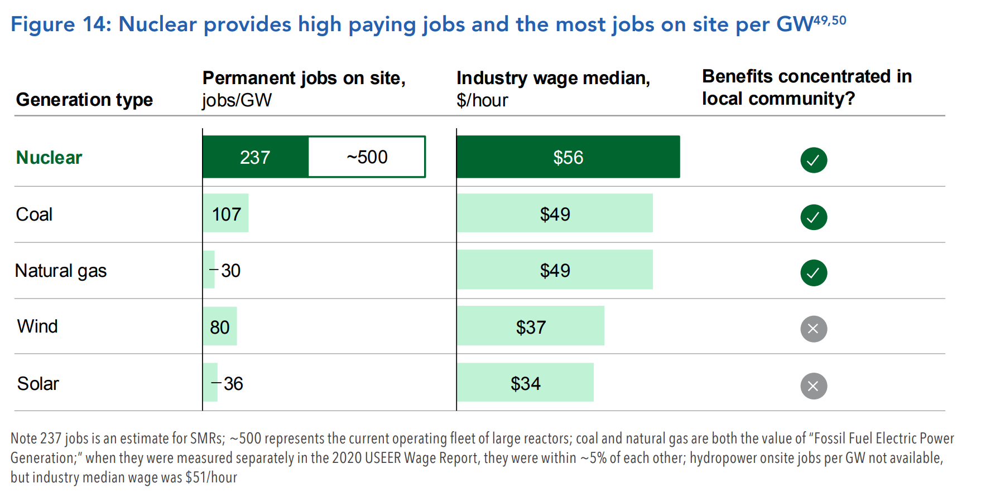 Figure 14: Nuclear provides high paying jobs and the most jobs on site per GW49,50
Generation type
Permanent jobs on site,
jobs/GW
Industry wage median,
$/hour
Benefits concentrated in
local community?
Nuclear 237 ~500 $56
Coal 107 $49
Natural gas 30 $49
Wind 80 $37
Solar 36 $34
Note 237 jobs is an estimate for SMRs; ~500 represents the current operating fleet of large reactors; coal and natural gas are both the value of “Fossil Fuel Electric Power
Generation;” when they were measured separately in the 2020 USEER Wage Report, they were within ~5% of each other; hydropower onsite jobs per GW not available,
but industry median wage was $51/hour